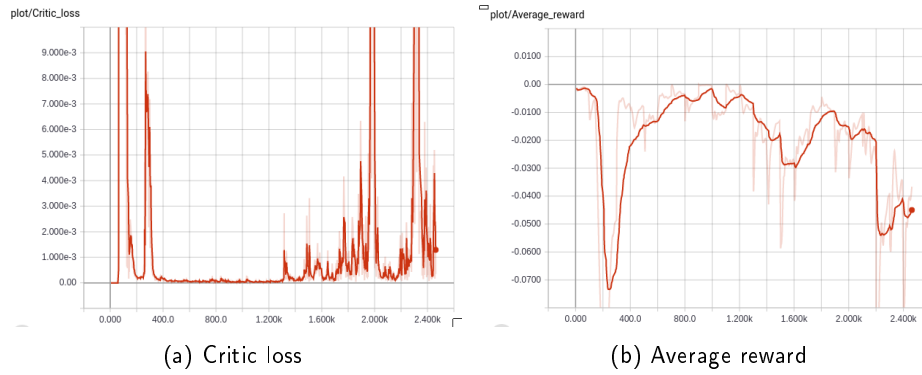 plot/Critic_loss
9.000e-3
8.000e-3
7.000e-3
6.000e-3
5.000e-3
4.000e-3
3.000e-3
2.000e-3
1.000e-3
0.00
0.000 400.0 800.0 1.200k 1.600k 2.000k 2.400k
(a) Critic loss
plot/Average_reward
0.0100
0.00
-0.0100
-0.0200
-0.0300
-0.0400
-0.0500
-0.0600
-0.0700
0.000 400.0 800.0 1.200k 1.600k 2.000k 2.400k
(b) Average reward